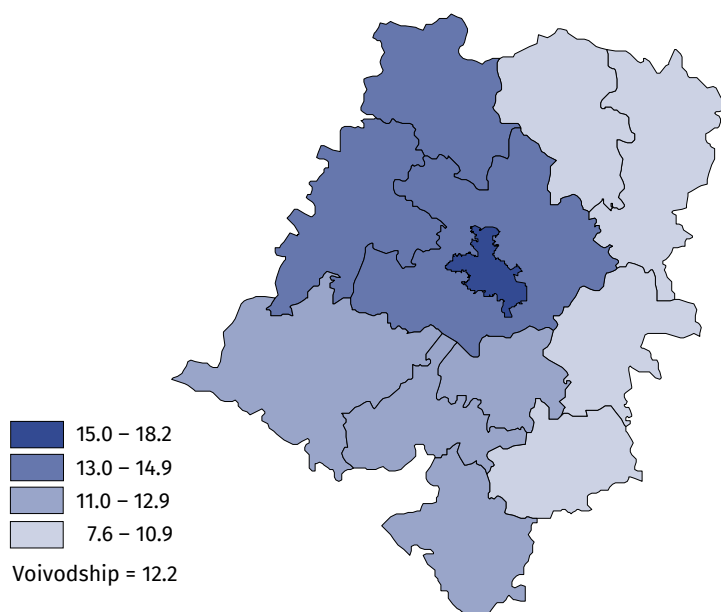 15.0 – 18.2
13.0 – 14.9
11.0 – 12.9
7.6 – 10.9
Voivodship = 12.2